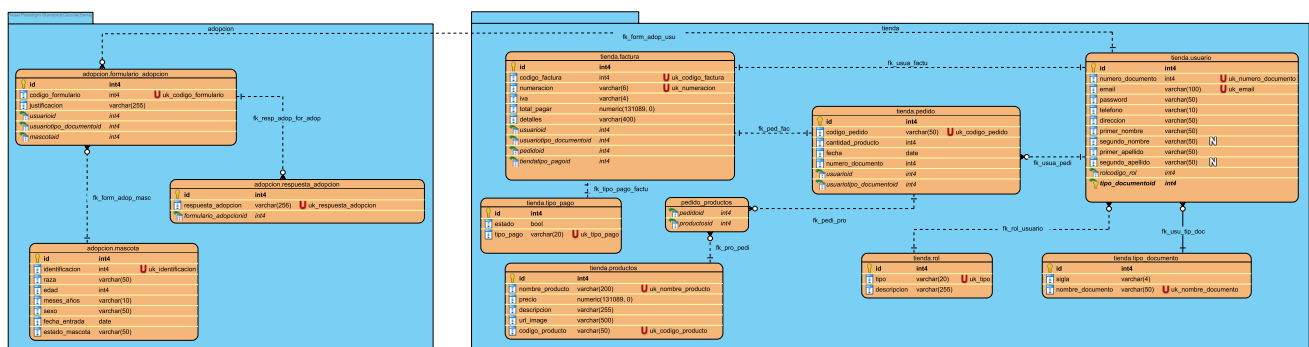 adopcion
adopcion.formulario_adopcion
id int4
codigo_formulario int4 U uk_codigo_formulario
justificacion varchar(255)
usuarioid int4
usuariotipo_documentoid int4
mascotaid int4
fk_resp_adop_for_adop
adopcion.respuesta_adopcion
id int4
respuesta_adopcion varchar(256) U uk_respuesta_adopcion
formulario_adopcionid int4
fk_form_adop_masc
adopcion.mascota
id int4
identificacion int4 U uk_identificacion
raza varchar(50)
edad int4
meses_años varchar(10)
sexo varchar(50)
fecha_entrada date
estado_mascota varchar(50)
tienda
fk_form_adop_usu
tienda.factura
id int4
codigo_factura int4 U uk_codigo_factura
numeracion varchar(6) U uk_numeracion
iva varchar(4)
total_pagar numeric(131089, 0)
detalles varchar(400)
usuarioid int4
usuariotipo_documentoid int4
pedidoid int4
tiendatipo_pagoid int4
fk_usua_factu
fk_ped_fac
tienda.pedido
id int4
codigo_pedido varchar(50) U uk_codigo_pedido
cantidad_producto int4
fecha date
numero_documento int4
usuarioid int4
usuariotipo_documentoid int4
fk_usua_pedi
tienda.usuario
id int4
numero_documento int4 U uk_numero_documento
email varchar(100) U uk_email
password varchar(50)
telefono varchar(10)
direccion varchar(50)
primer_nombre varchar(50)
segundo_nombre varchar(50) N
primer_apellido varchar(50)
segundo_apellido varchar(50) N
rolcodigo_rol int4
tipo_documentoid int4
fk_tipo_pago_factu
tienda.tipo_pago
id int4
estado bool
tipo_pago varchar(20) U uk_tipo_pago
pedido_productos
pedidoid int4
productosid int4
fk_pedi_pro
fk_pro_pedi
tienda.productos
id int4
nombre_producto varchar(200) U uk_nombre_producto
precio numeric(131089, 0)
descripcion varchar(255)
url_image varchar(500)
codigo_producto varchar(50) U uk_codigo_producto
fk_rol_usuario
fk_usu_tip_doc
tienda.rol
id int4
tipo varchar(20) U uk_tipo
descripcion varchar(255)
tienda.tipo_documento
id int4
sigla varchar(4)
nombre_documento varchar(50) U uk_nombre_documento